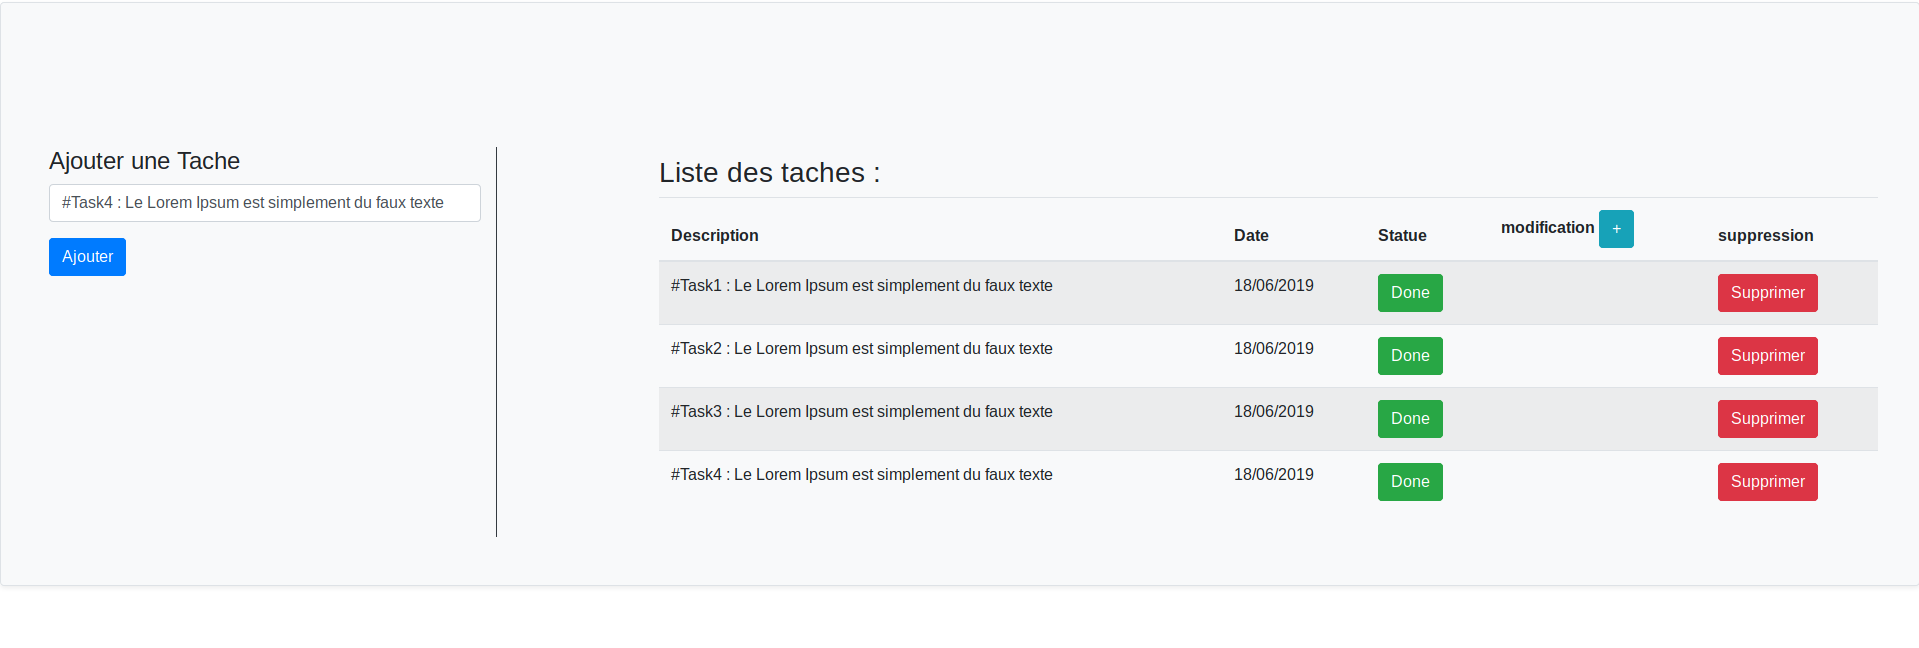 Ajouter une Tache
#Task4 : Le Lorem Ipsum est simplement du faux texte
Ajouter
Liste des taches :
Description Date Statue modification + suppression
#Task1 : Le Lorem Ipsum est simplement du faux texte 18/06/2019 Done Supprimer
#Task2 : Le Lorem Ipsum est simplement du faux texte 18/06/2019 Done Supprimer
#Task3 : Le Lorem Ipsum est simplement du faux texte 18/06/2019 Done Supprimer
#Task4 : Le Lorem Ipsum est simplement du faux texte 18/06/2019 Done Supprimer